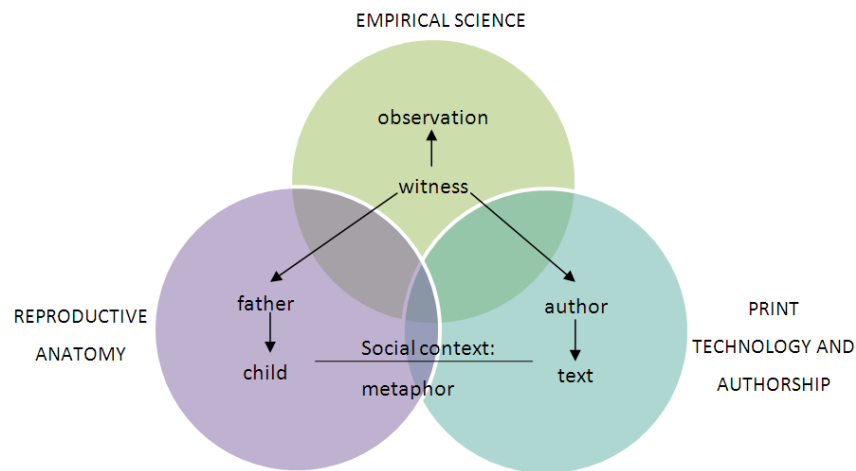 EMPIRICAL SCIENCE
observation
witness
father
author
REPRODUCTIVE
ANATOMY
PRINT
TECHNOLOGY AND
AUTHORSHIP
Social context:
child
text
metaphor